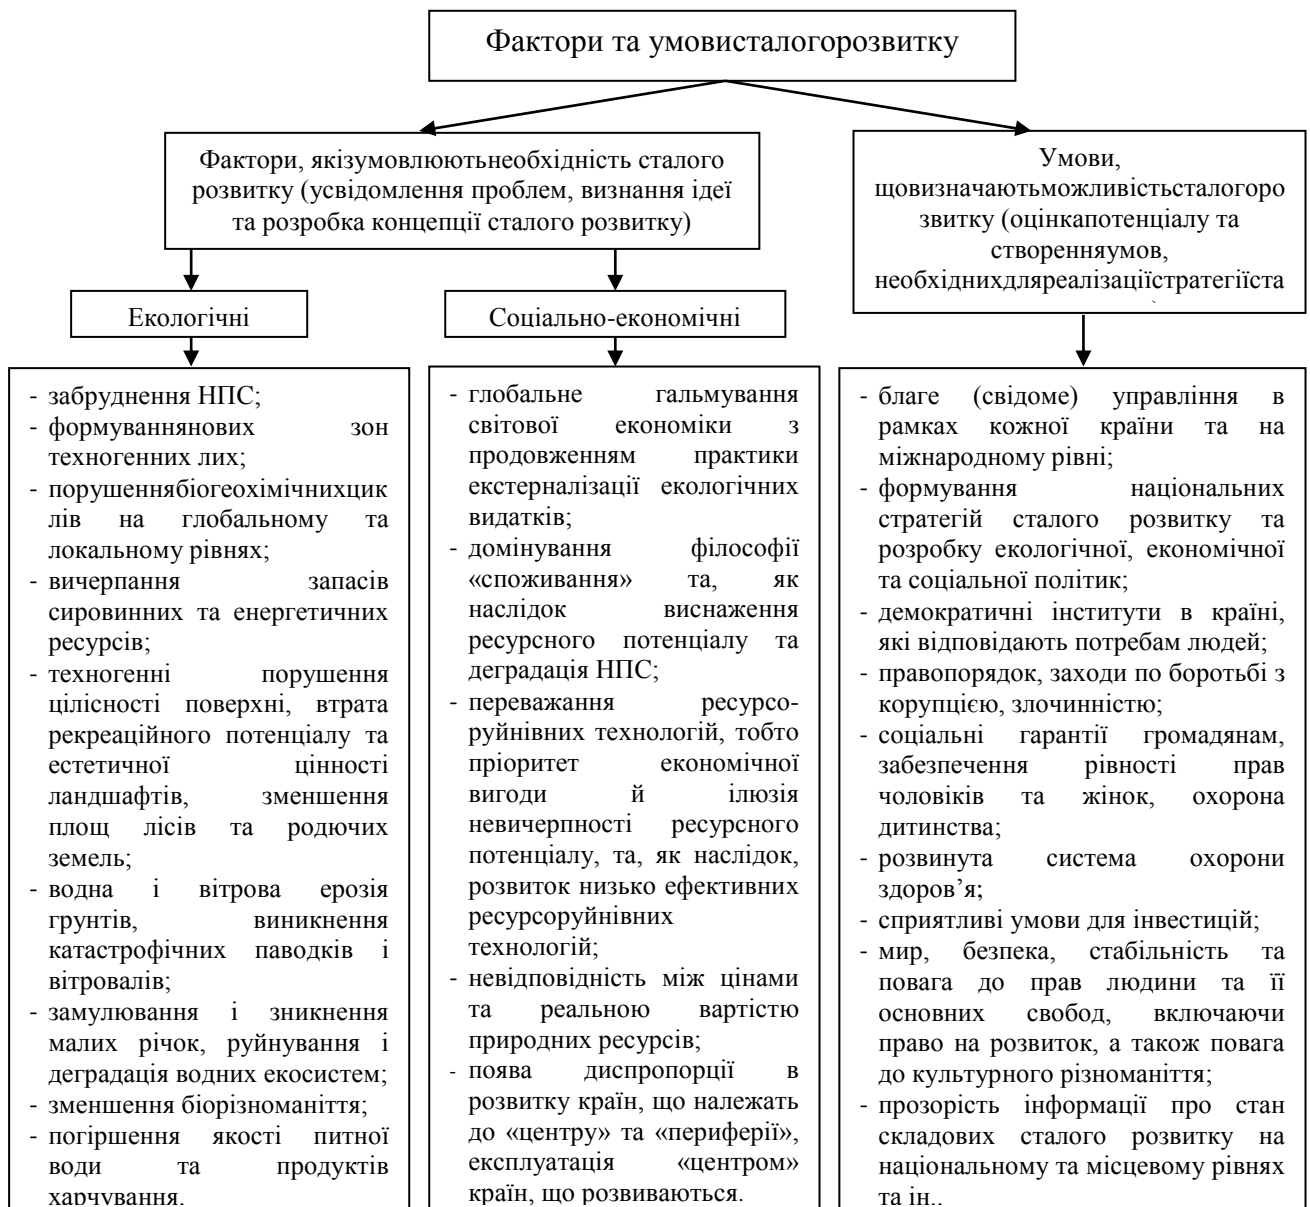 Фактори та умовисталогорозвитку
Фактори, якізумовлюютьнеобхідність сталого
розвитку (усвідомлення проблем, визнання ідеї
та розробка концепції сталого розвитку)
Умови,
щовизначаютьможливістьсталогоро
звитку (оцінкапотенціалу та
створенняумов,
необхіднихдляреалізаціїстратегіїста
Екологічні
Соціально-економічні
- забруднення НПС;
- формуваннянових зон
техногенних лих;
- порушеннябіогеохімічнихцик
лів на глобальному та
локальному рівнях;
- вичерпання запасів
сировинних та енергетичних
ресурсів;
- техногенні порушення
цілісності поверхні, втрата
рекреаційного потенціалу та
естетичної цінності
ландшафтів, зменшення
площ лісів та родючих
земель;
- водна і вітрова ерозія
грунтів, виникнення
катастрофічних паводків і
вітровалів;
- замулювання і зникнення
малих річок, руйнування і
деградація водних екосистем;
- зменшення біорізноманіття;
- погіршення якості питної
води та продуктів
харчування.
- глобальне гальмування
світової економіки з
продовженням практики
екстерналізації екологічних
видатків;
- домінування філософії
«споживання» та, як
наслідок виснаження
ресурсного потенціалу та
деградація НПС;
- переважання ресурсо-
руйнівних технологій, тобто
пріоритет економічної
вигоди й ілюзія
невичерпності ресурсного
потенціалу, та, як наслідок,
розвиток низько ефективних
ресурсоруйнівних
технологій;
- невідповідність між цінами
та реальною вартістю
природних ресурсів;
- поява диспропорції в
розвитку країн, що належать
до «центру» та «периферії»,
експлуатація «центром»
країн, що розвиваються.
- благе (свідоме) управління в
рамках кожної країни та на
міжнародному рівні;
- формування національних
стратегій сталого розвитку та
розробку екологічної, економічної
та соціальної політик;
- демократичні інститути в країні,
які відповідають потребам людей;
- правопорядок, заходи по боротьбі з
корупцією, злочинністю;
- соціальні гарантії громадянам,
забезпечення рівності прав
чоловіків та жінок, охорона
дитинства;
- розвинута система охорони
здоров’я;
- сприятливі умови для інвестицій;
- мир, безпека, стабільність та
повага до прав людини та її
основних свобод, включаючи
право на розвиток, а також повага
до культурного різноманіття;
- прозорість інформації про стан
складових сталого розвитку на
національному та місцевому рівнях
та ін..